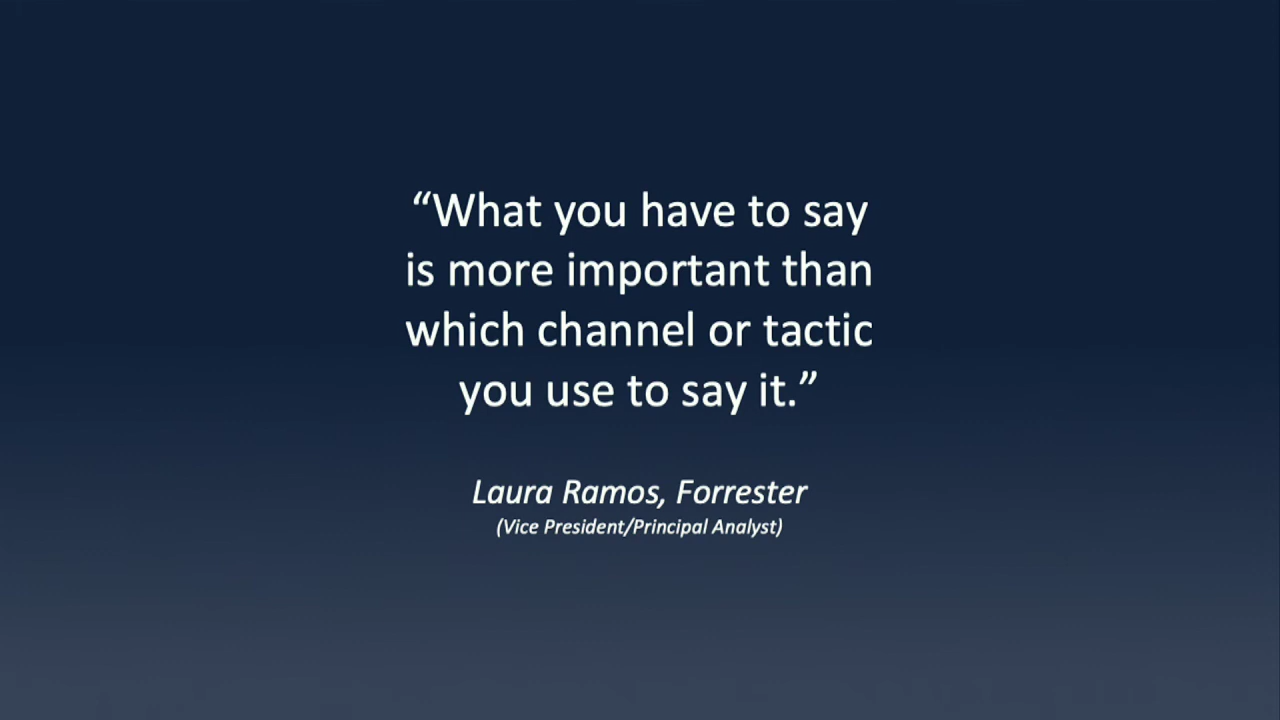 “What you have to say
is more important than
which channel or tactic
you use to say it.”
Laura Ramos, Forrester
(Vice President/Principal Analyst)